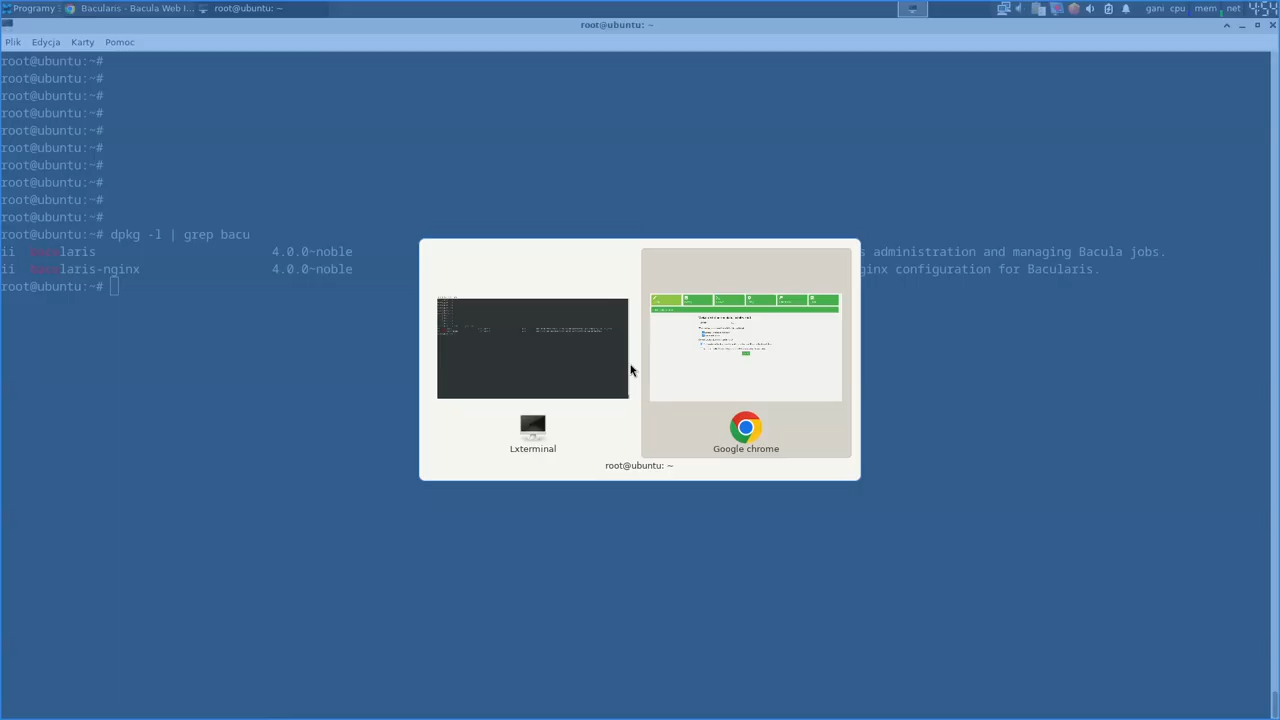 Programy
Bacularis - Bacula Web I...
root@ubuntu: ~
gani cpu mem net 4:54
root@ubuntu: ~
Plik Edycja Karty Pomoc
root@ubuntu:~#
root@ubuntu:~#
root@ubuntu:~#
root@ubuntu:~#
root@ubuntu:~#
root@ubuntu:~#
root@ubuntu:~#
root@ubuntu:~#
root@ubuntu:~#
root@ubuntu:~#
root@ubuntu:~# dpkg -l | grep bacu
ii bacularis 4.0.0~noble s administration and managing Bacula jobs.
ii bacularis-nginx 4.0.0~noble ginx configuration for Bacularis.
root@ubuntu:~#
Lxterminal
Google chrome
root@ubuntu: ~